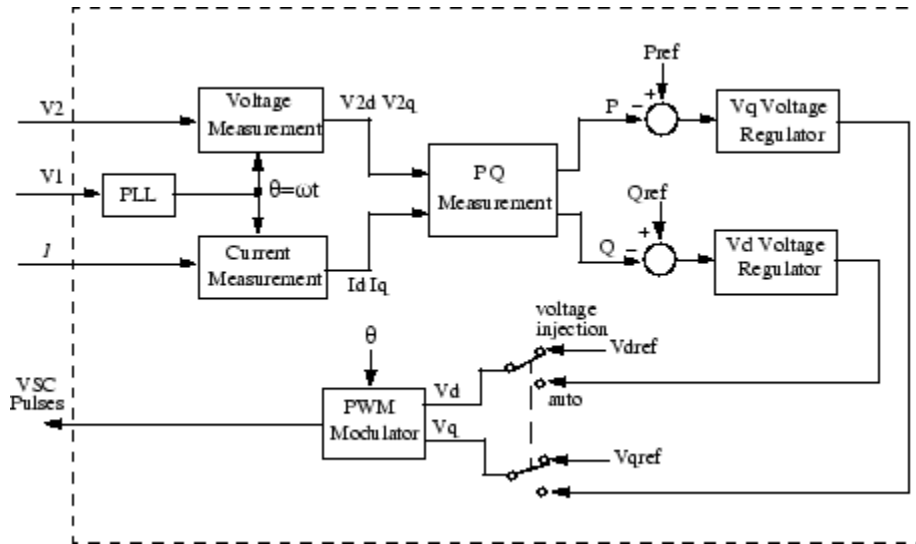 Pref
V2
Voltage
Measurement
V2d V2q
P
+
−
Vq Voltage
Regulator
V1
PLL
θ=ωt
PQ
Measurement
Qref
I
Current
Measurement
Id Iq
Q
+
−
Vd Voltage
Regulator
voltage
injection
θ
Vdref
VSC
Pulses
PWM
Modulator
Vd
Vq
auto
Vqref